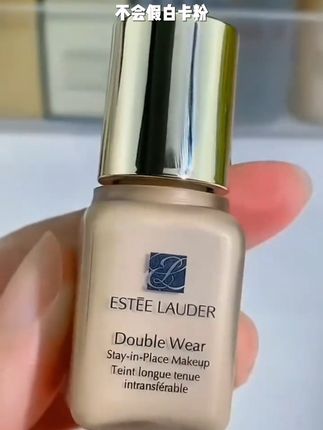 不会假白卡粉
ESTĒE LAUDER
Double Wear
Stay-in-Place Makeup
Teint longue tenue
intransférable